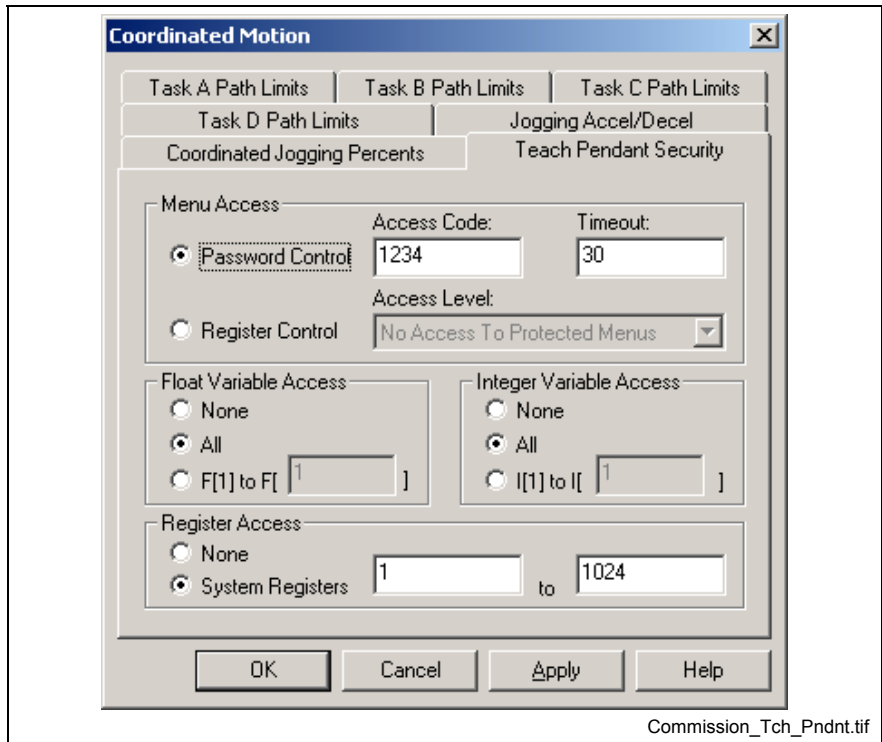 Coordinated Motion
Task A Path Limits Task B Path Limits Task C Path Limits
Task D Path Limits Jogging Accel/Decel
Coordinated Jogging Percents Teach Pendant Security
Menu Access
Access Code: Timeout:
Password Control 1234 30
Access Level:
Register Control No Access To Protected Menus
Float Variable Access Integer Variable Access
None None
All All
F[1] to F[ 1 ] I[1] to I[ 1 ]
Register Access
None
System Registers 1 to 1024
OK Cancel Apply Help
Commission_Tch_Pndnt.tif